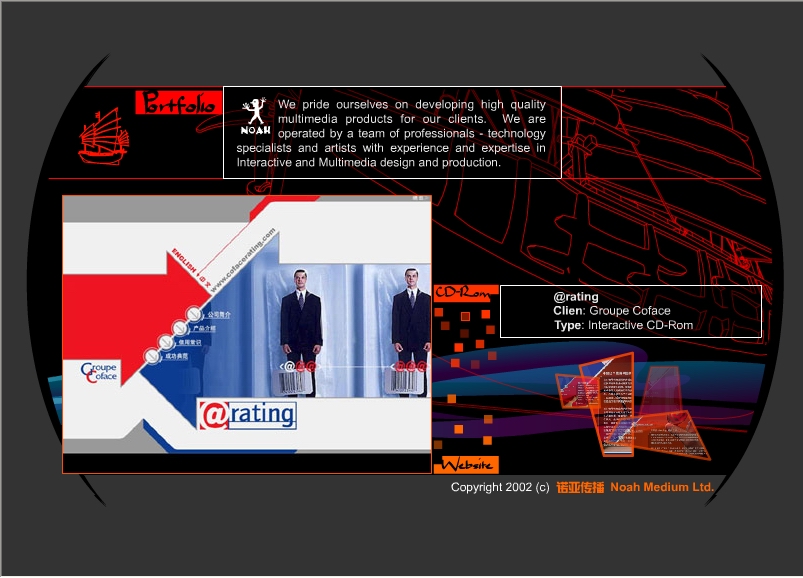 Portfolio
NOAH
We pride ourselves on developing high quality
multimedia products for our clients. We are
operated by a team of professionals - technology
specialists and artists with experience and expertise in
Interactive and Multimedia design and production.
ENGLISH
www.cofacerating.com
公司简介
产品介绍
信用常识
成功典范
Groupe
Coface
@rating
CD-Rom
@rating
Clien: Groupe Coface
Type: Interactive CD-Rom
Website
Copyright 2002 (c) 诺亚传播 Noah Medium Ltd.